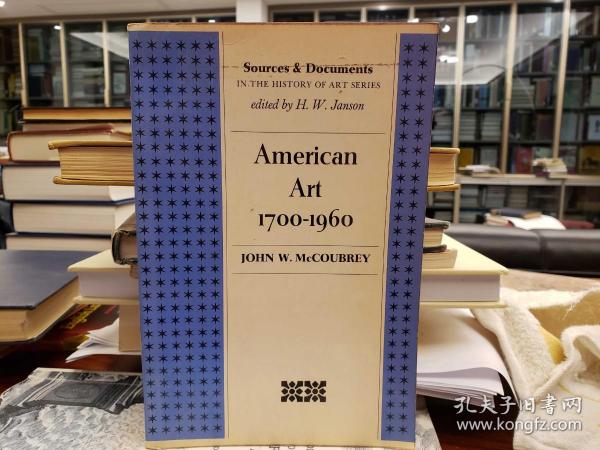 Sources & Documents
IN THE HISTORY OF ART SERIES
edited by H. W. Janson
American
Art
1700-1960
JOHN W. McCOUBREY
孔夫子旧书网
www.kongfz.com